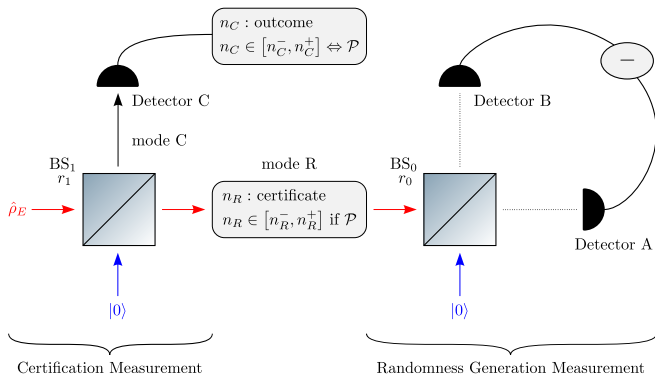 n_C : outcome
n_C ∈ [n_C^-, n_C^+] ⇔ 𝒫
Detector C
mode C
BS_1
r_1
ρ̂_E
|0⟩
mode R
n_R : certificate
n_R ∈ [n_R^-, n_R^+] if 𝒫
Detector B
−
BS_0
r_0
Detector A
|0⟩
Certification Measurement
Randomness Generation Measurement